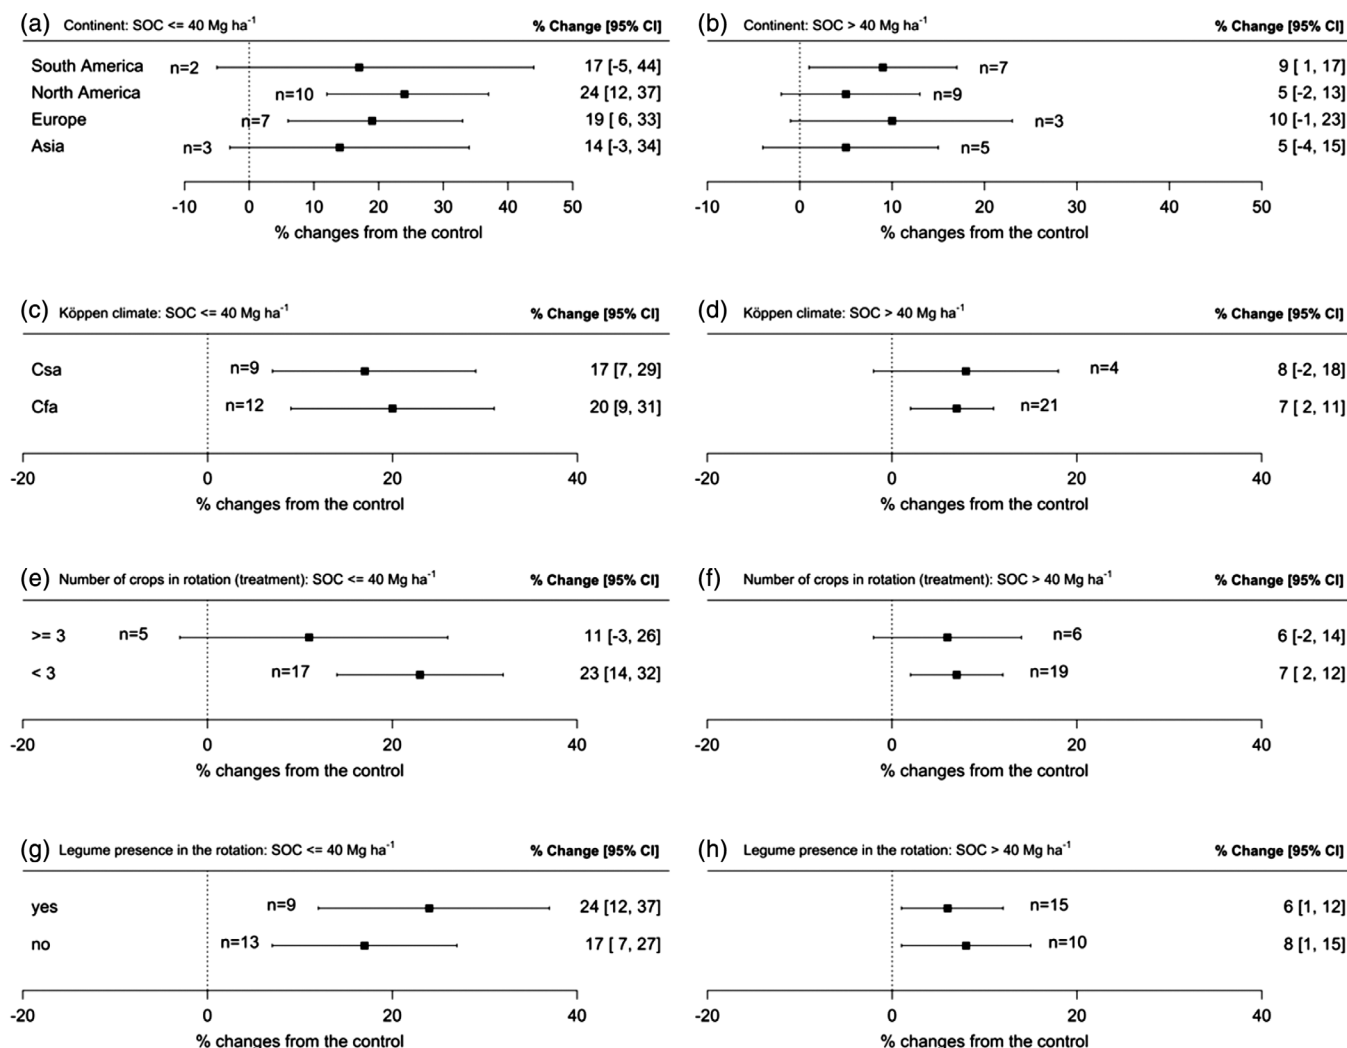 (a) Continent: SOC <= 40 Mg ha⁻¹ % Change [95% CI]
South America n=2 17 [-5, 44]
North America n=10 24 [12, 37]
Europe n=7 19 [ 6, 33]
Asia n=3 14 [-3, 34]
-10 0 10 20 30 40 50
% changes from the control
(b) Continent: SOC > 40 Mg ha⁻¹ % Change [95% CI]
n=7 9 [ 1, 17]
n=9 5 [-2, 13]
n=3 10 [-1, 23]
n=5 5 [-4, 15]
-10 0 10 20 30 40 50
% changes from the control
(c) Köppen climate: SOC <= 40 Mg ha⁻¹ % Change [95% CI]
Csa n=9 17 [7, 29]
Cfa n=12 20 [9, 31]
-20 0 20 40
% changes from the control
(d) Köppen climate: SOC > 40 Mg ha⁻¹ % Change [95% CI]
n=4 8 [-2, 18]
n=21 7 [ 2, 11]
-20 0 20 40
% changes from the control
(e) Number of crops in rotation (treatment): SOC <= 40 Mg ha⁻¹ % Change [95% CI]
>= 3 n=5 11 [-3, 26]
< 3 n=17 23 [14, 32]
-20 0 20 40
% changes from the control
(f) Number of crops in rotation (treatment): SOC > 40 Mg ha⁻¹ % Change [95% CI]
n=6 6 [-2, 14]
n=19 7 [ 2, 12]
-20 0 20 40
% changes from the control
(g) Legume presence in the rotation: SOC <= 40 Mg ha⁻¹ % Change [95% CI]
yes n=9 24 [12, 37]
no n=13 17 [ 7, 27]
-20 0 20 40
% changes from the control
(h) Legume presence in the rotation: SOC > 40 Mg ha⁻¹ % Change [95% CI]
n=15 6 [1, 12]
n=10 8 [1, 15]
-20 0 20 40
% changes from the control